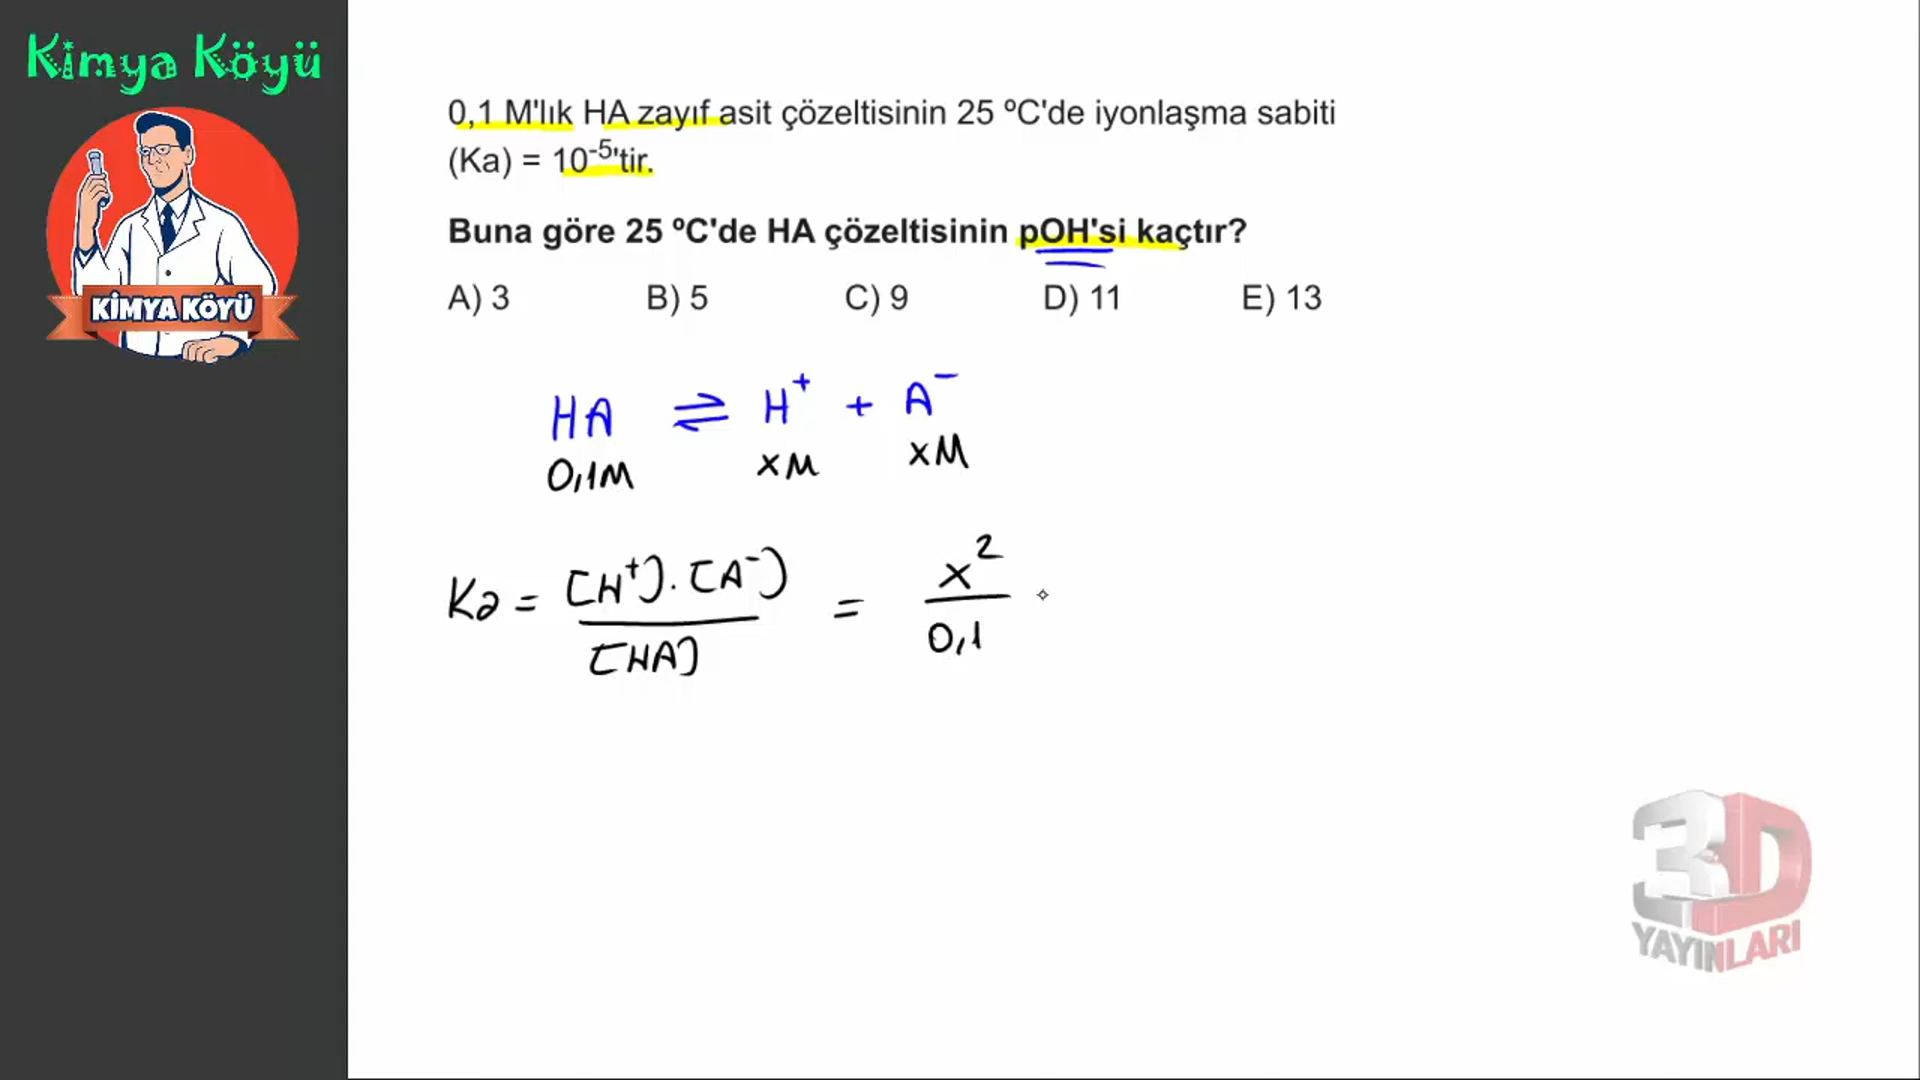 Kimya Köyü
KİMYA KÖYÜ
0,1 M'lık HA zayıf asit çözeltisinin 25 ºC'de iyonlaşma sabiti
(Ka) = 10⁻⁵'tir.
Buna göre 25 ºC'de HA çözeltisinin pOH'si kaçtır?
A) 3 B) 5 C) 9 D) 11 E) 13
HA ⇌ H⁺ + A⁻
0,1M xM xM
Ka = [H⁺].[A⁻] / [HA] = x² / 0,1
3D
YAYINLARI